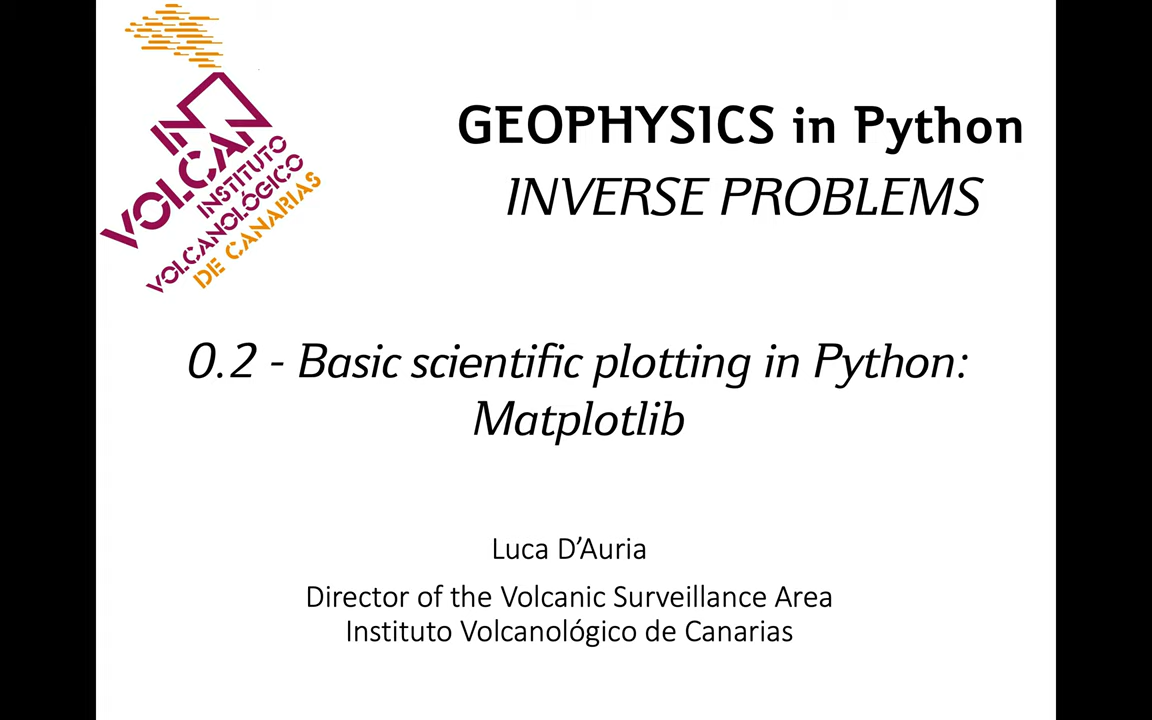 INVOLCAN
INSTITUTO
VOLCANOLÓGICO
DE CANARIAS
GEOPHYSICS in Python
INVERSE PROBLEMS
0.2 - Basic scientific plotting in Python:
Matplotlib
Luca D’Auria
Director of the Volcanic Surveillance Area
Instituto Volcanológico de Canarias